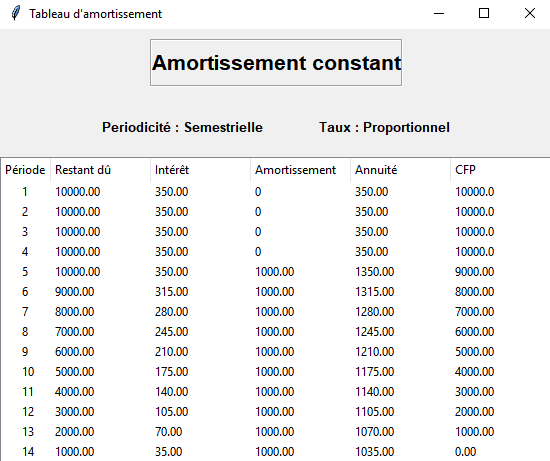 Tableau d'amortissement
Amortissement constant
Periodicité : Semestrielle Taux : Proportionnel
Période Restant dû Intérêt Amortissement Annuité CFP
1 10000.00 350.00 0 350.00 10000.0
2 10000.00 350.00 0 350.00 10000.0
3 10000.00 350.00 0 350.00 10000.0
4 10000.00 350.00 0 350.00 10000.0
5 10000.00 350.00 1000.00 1350.00 9000.00
6 9000.00 315.00 1000.00 1315.00 8000.00
7 8000.00 280.00 1000.00 1280.00 7000.00
8 7000.00 245.00 1000.00 1245.00 6000.00
9 6000.00 210.00 1000.00 1210.00 5000.00
10 5000.00 175.00 1000.00 1175.00 4000.00
11 4000.00 140.00 1000.00 1140.00 3000.00
12 3000.00 105.00 1000.00 1105.00 2000.00
13 2000.00 70.00 1000.00 1070.00 1000.00
14 1000.00 35.00 1000.00 1035.00 0.00